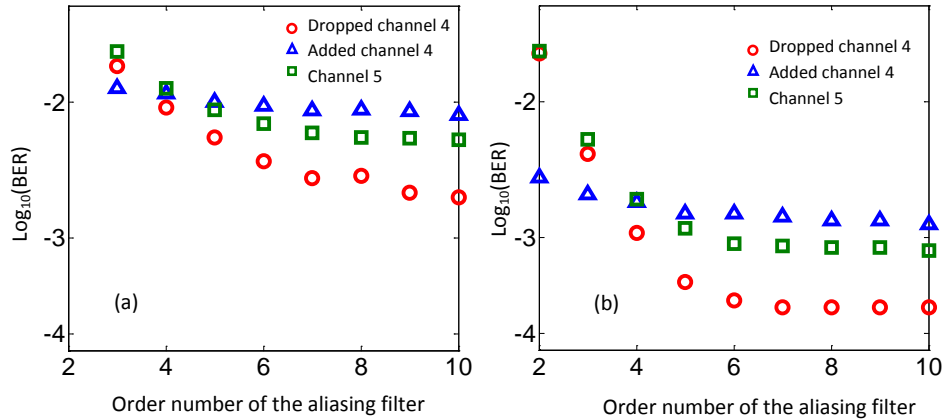 (a)
Dropped channel 4
Added channel 4
Channel 5
Log10(BER)
-2
-3
-4
2 4 6 8 10
Order number of the aliasing filter
(b)
Dropped channel 4
Added channel 4
Channel 5
Log10(BER)
-2
-3
-4
2 4 6 8 10
Order number of the aliasing filter